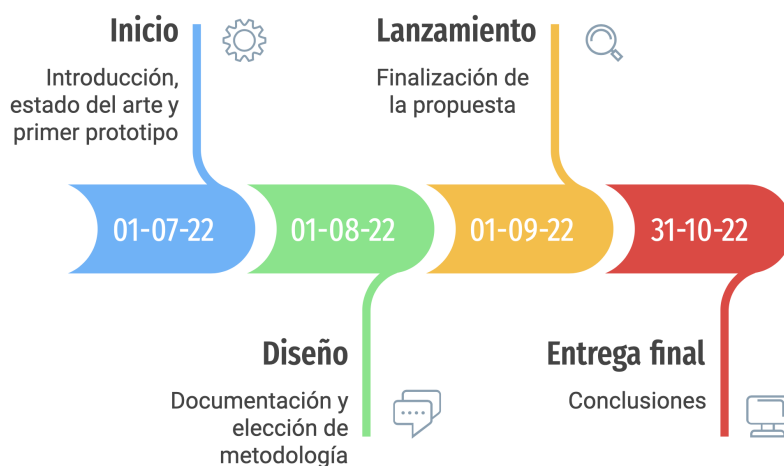 Inicio
Introducción,
estado del arte y
primer prototipo
Lanzamiento
Finalización de
la propuesta
01-07-22
01-08-22
01-09-22
31-10-22
Diseño
Documentación y
elección de
metodología
Entrega final
Conclusiones